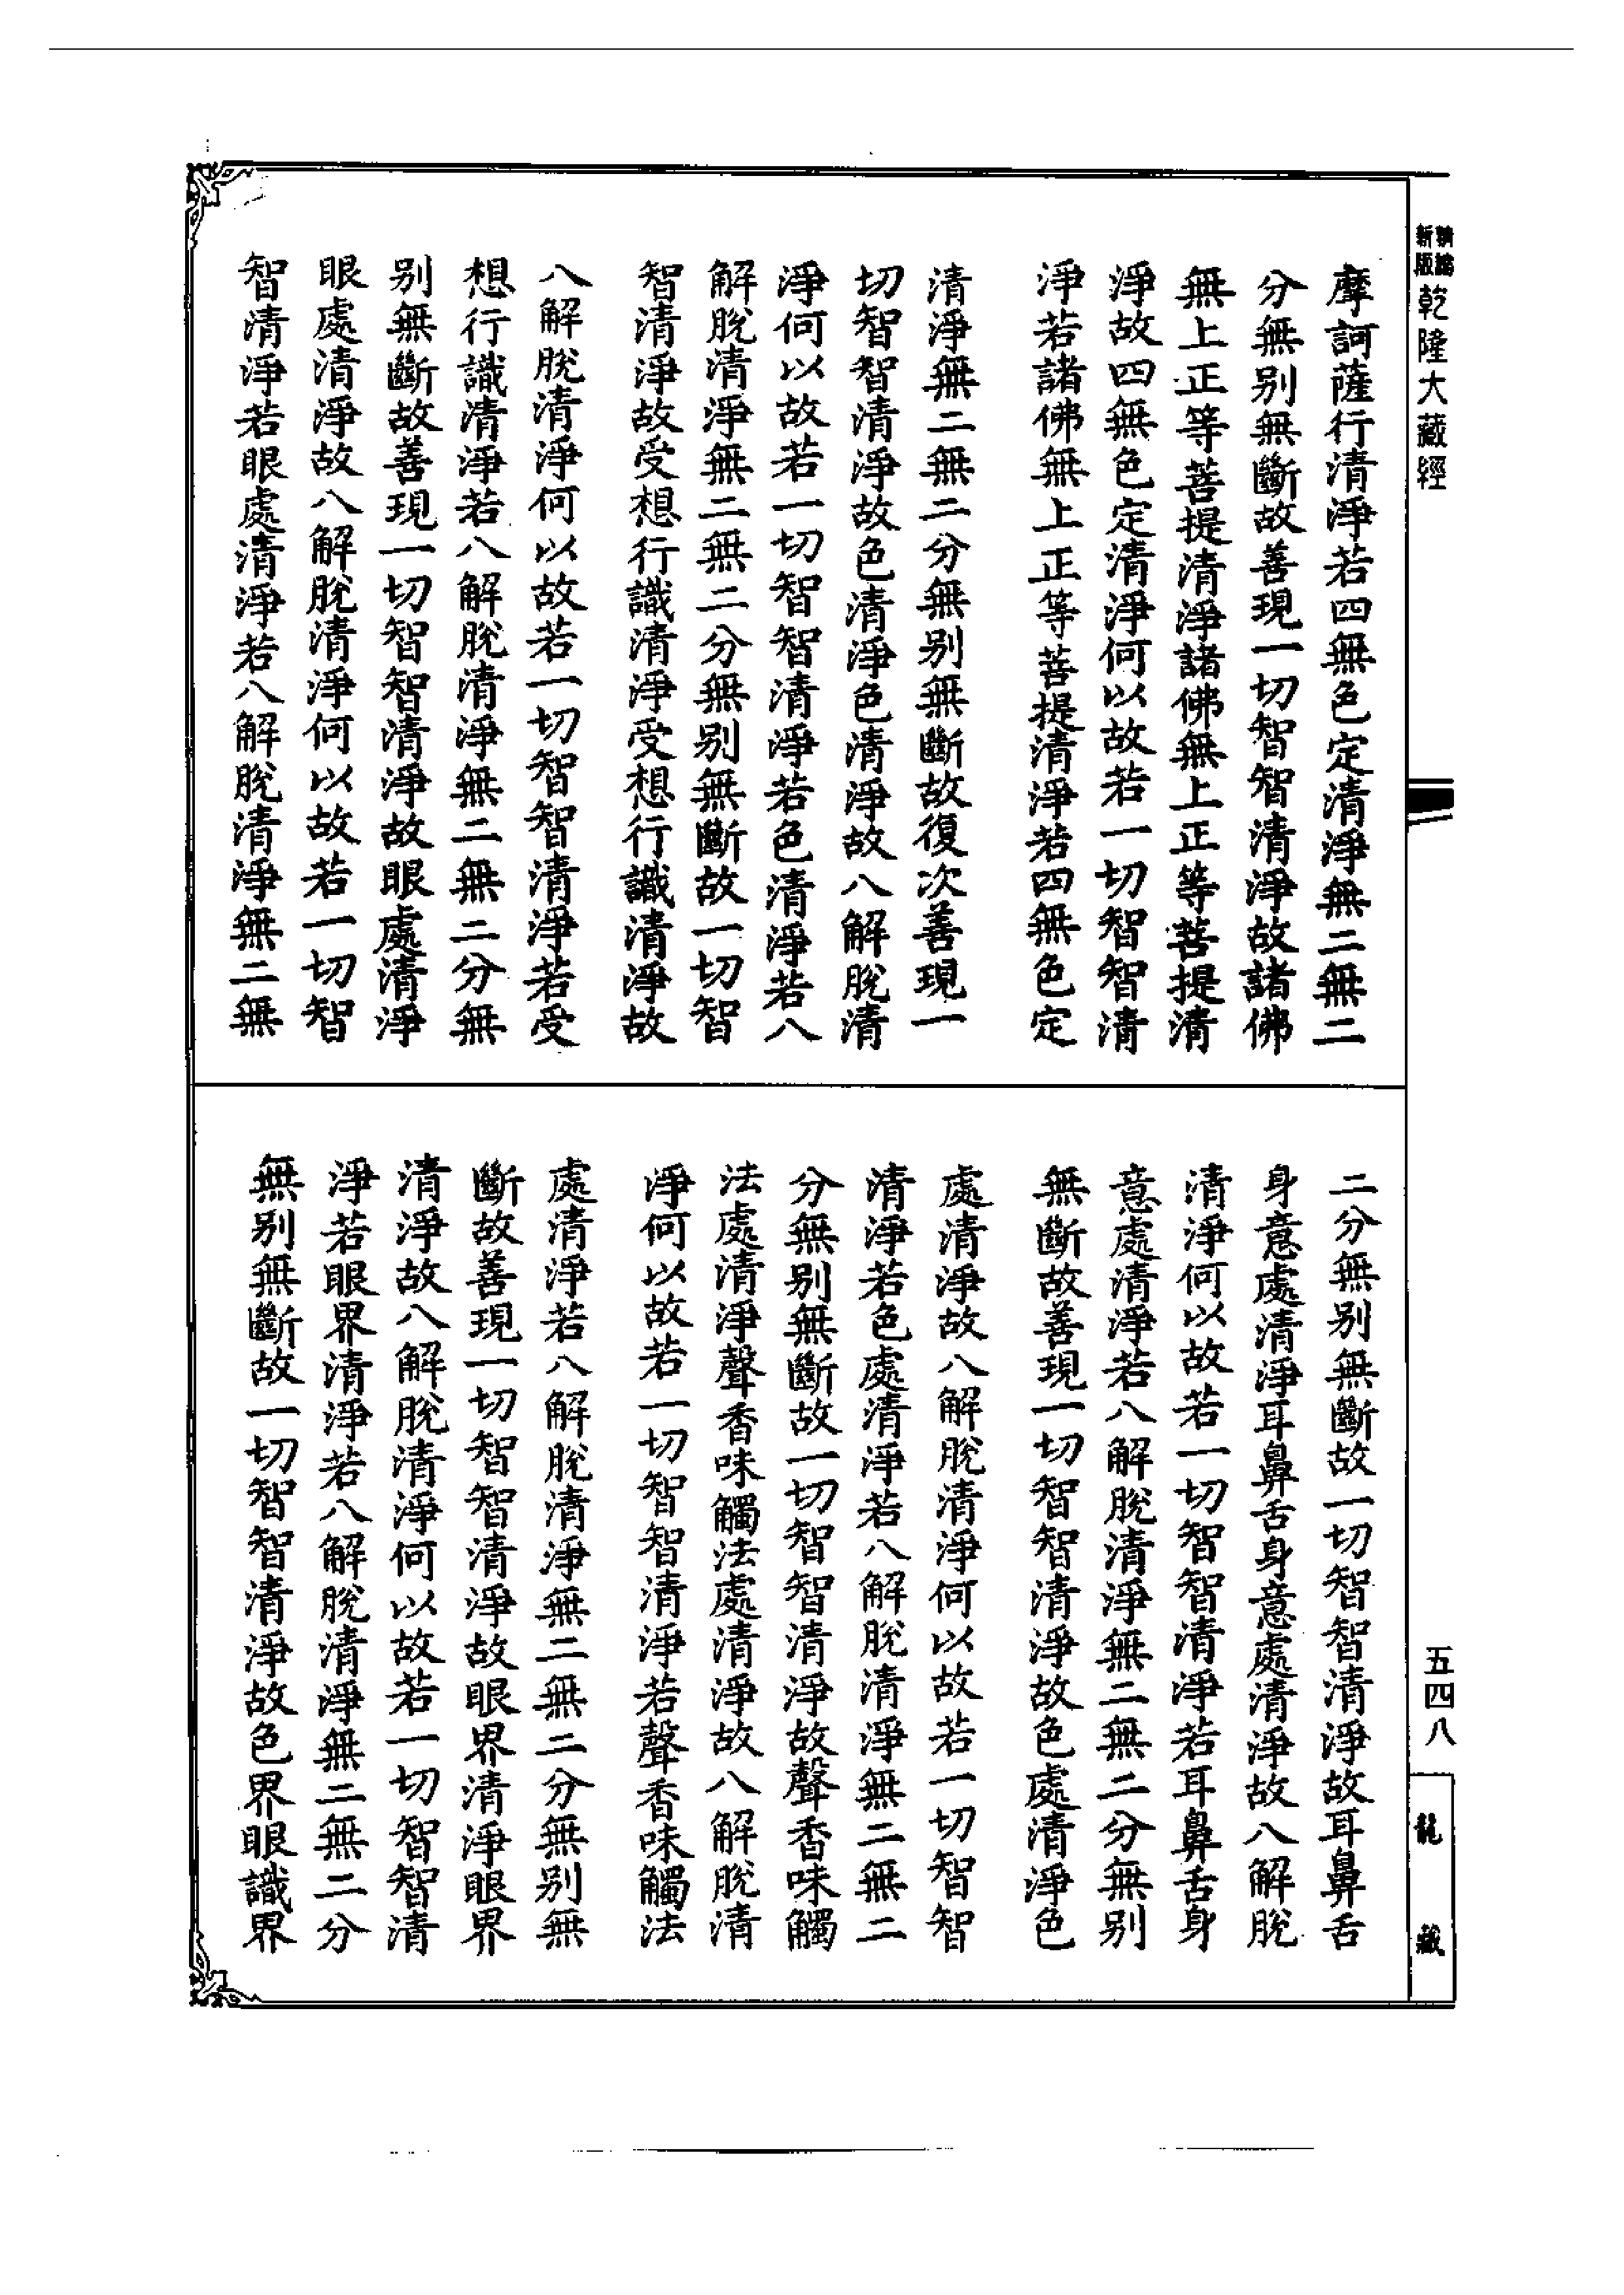 新版
乾隆大藏經
摩訶薩行清淨若四無色定清淨無二無二
分無别無斷故善現一切智智清淨故諸佛
無上正等菩提清淨諸佛無上正等菩提清
淨故四無色定清淨何以故若一切智智清
淨若諸佛無上正等菩提清淨若四無色定
清淨無二無二分無别無斷故復次善現一
切智智清淨故色清淨色清淨故八解脫清
淨何以故若一切智智清淨若色清淨若八
解脫清淨無二無二分無别無斷故一切智
智清淨故受想行識清淨受想行識清淨故
八解脫清淨何以故若一切智智清淨若受
想行識清淨若八解脫清淨無二無二分無
别無斷故善現一切智智清淨故眼處清淨
眼處清淨故八解脫清淨何以故若一切智
智清淨若眼處清淨若八解脫清淨無二無
二分無别無斷故一切智智清淨故耳鼻舌
身意處清淨耳鼻舌身意處清淨故八解脫
清淨何以故若一切智智清淨若耳鼻舌身
意處清淨若八解脫清淨無二無二分無别
無斷故善現一切智智清淨故色處清淨色
處清淨故八解脫清淨何以故若一切智智
清淨若色處清淨若八解脫清淨無二無二
分無别無斷故一切智智清淨故聲香味觸
法處清淨聲香味觸法處清淨故八解脫清
淨何以故若一切智智清淨若聲香味觸法
處清淨若八解脫清淨無二無二分無别無
斷故善現一切智智清淨故眼界清淨眼界
清淨故八解脫清淨何以故若一切智智清
淨若眼界清淨若八解脫清淨無二無二分
無别無斷故一切智智清淨故色界眼識界
五四八
龍藏